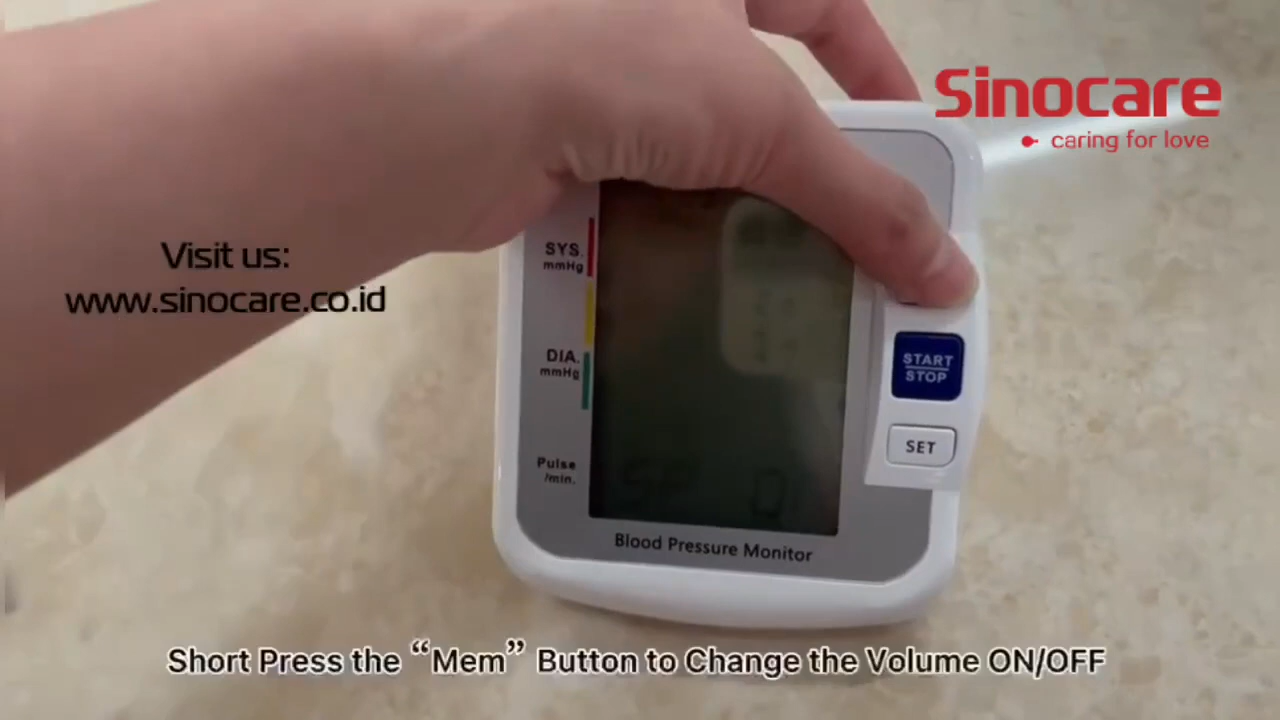 Sinocare
caring for love
Visit us:
www.sinocare.co.id
SYS.
mmHg
DIA.
mmHg
Pulse
/min.
START
STOP
SET
Blood Pressure Monitor
Short Press the “Mem” Button to Change the Volume ON/OFF